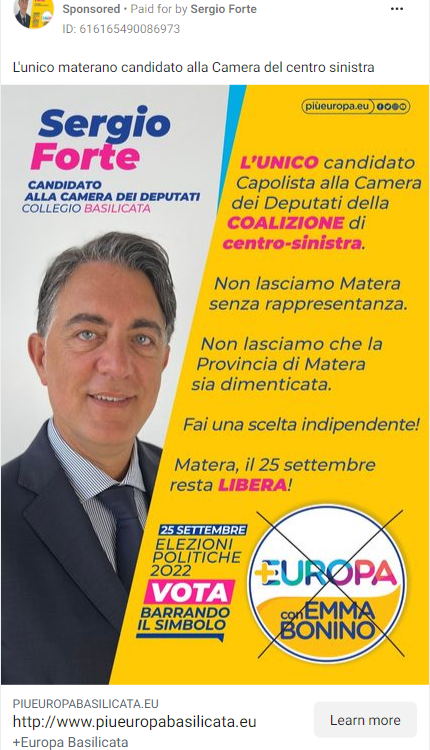 Sponsored • Paid for by Sergio Forte
ID: 616165490086973
L'unico materano candidato alla Camera del centro sinistra
piùeuropa.eu
Sergio
Forte
CANDIDATO
ALLA CAMERA DEI DEPUTATI
COLLEGIO BASILICATA
L'UNICO candidato
Capolista alla Camera
dei Deputati della
COALIZIONE di
centro-sinistra.
Non lasciamo Matera
senza rappresentanza.
Non lasciamo che la
Provincia di Matera
sia dimenticata.
Fai una scelta indipendente!
Matera, il 25 settembre
resta LIBERA!
25 SETTEMBRE
ELEZIONI
POLITICHE
2022
VOTA
BARRANDO
IL SIMBOLO
+EUROPA
con EMMA
BONINO
PIUEUROPABASILICATA.EU
http://www.piueuropabasilicata.eu
+Europa Basilicata
Learn more